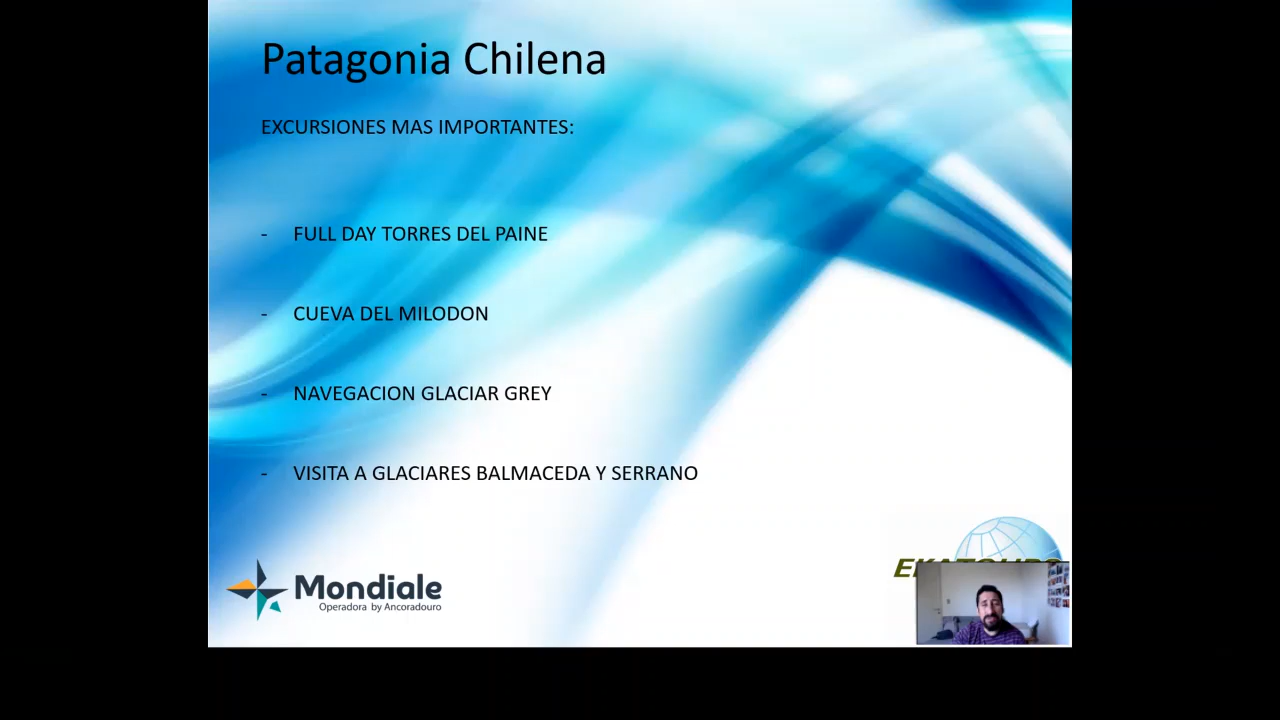 Patagonia Chilena
EXCURSIONES MAS IMPORTANTES:
- FULL DAY TORRES DEL PAINE
- CUEVA DEL MILODON
- NAVEGACION GLACIAR GREY
- VISITA A GLACIARES BALMACEDA Y SERRANO
Mondiale
Operadora by Ancoradouro